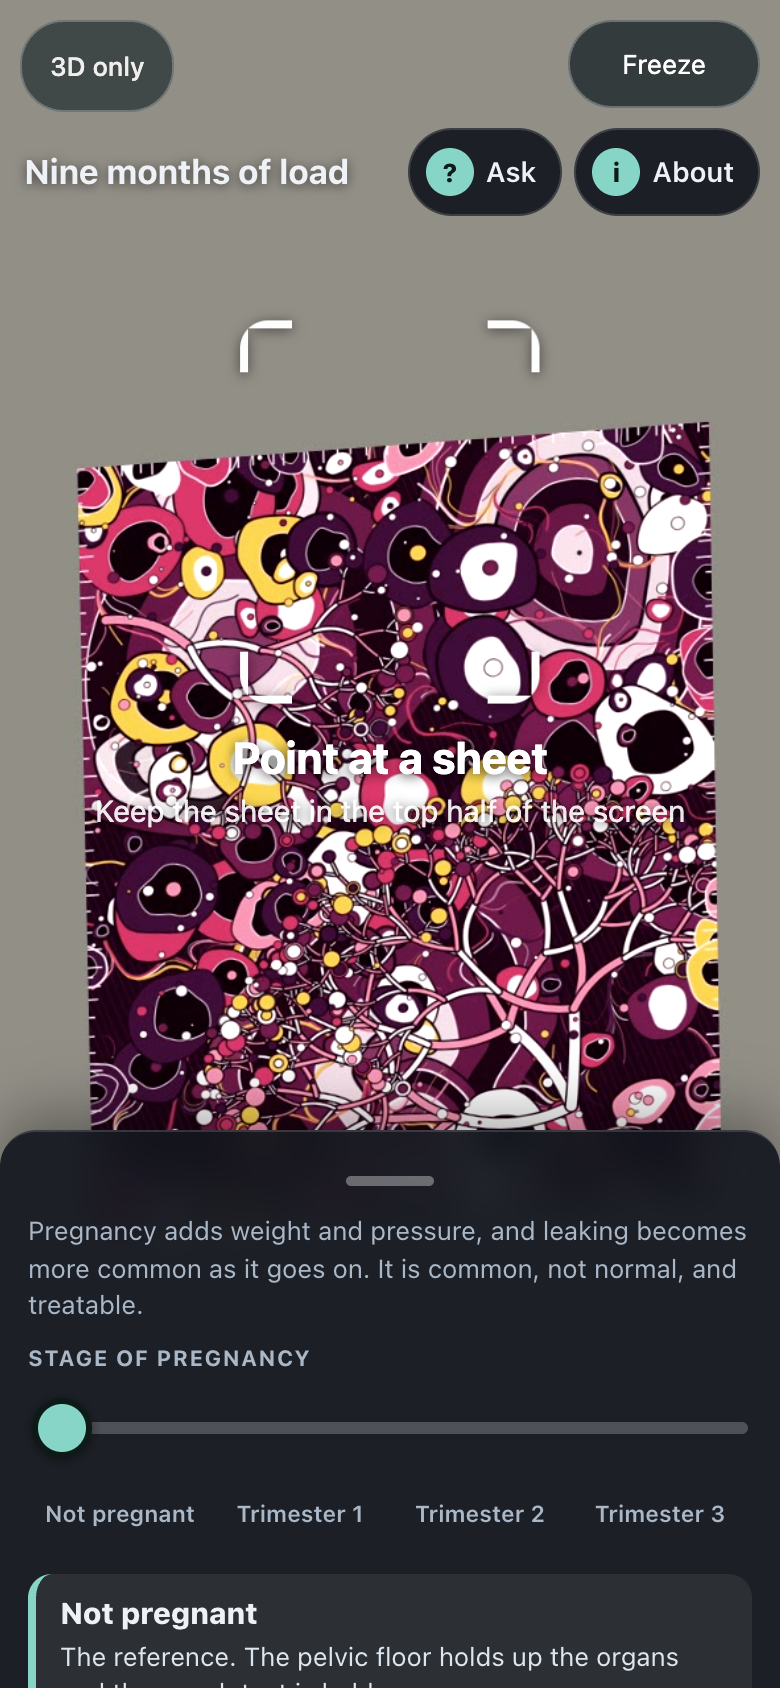 3D only
Freeze
Nine months of load
? Ask
i About
Point at a sheet
Keep the sheet in the top half of the screen
Pregnancy adds weight and pressure, and leaking becomes
more common as it goes on. It is common, not normal, and
treatable.
STAGE OF PREGNANCY
Not pregnant
Trimester 1
Trimester 2
Trimester 3
Not pregnant
The reference. The pelvic floor holds up the organs